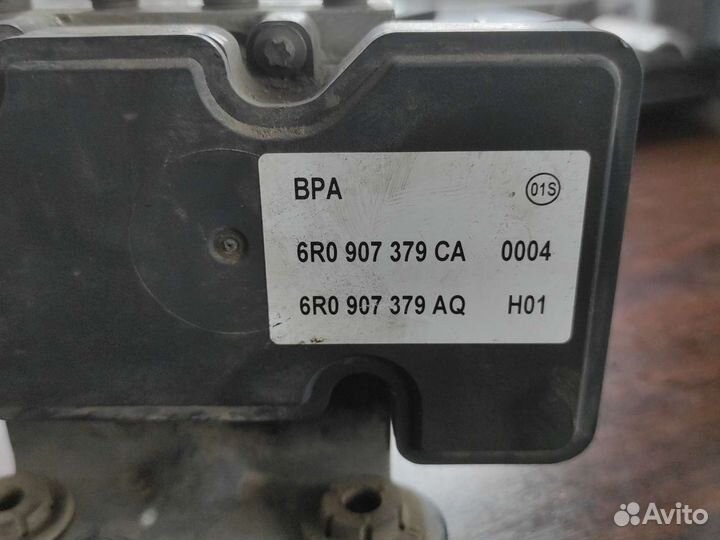 BPA 01S
6R0 907 379 CA 0004
6R0 907 379 AQ H01
Avito